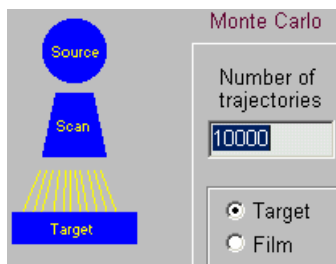 Source
Scan
Target
Monte Carlo
Number of
trajectories
10000
Target
Film